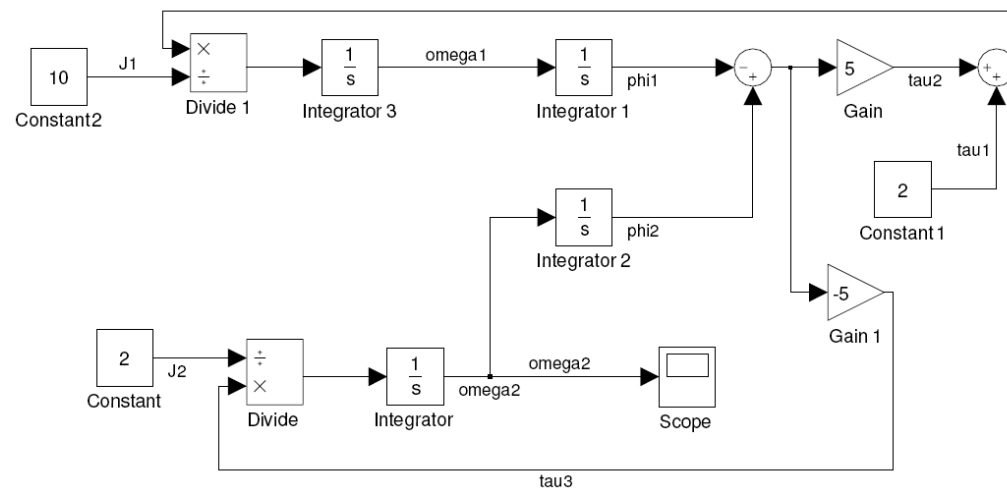 ×
÷
10
J1
Constant2
Divide 1
1
s
Integrator 3
omega1
1
s
Integrator 1
phi1
−
+
5
Gain
tau2
+
+
tau1
2
Constant 1
1
s
Integrator 2
phi2
-5
Gain 1
2
J2
Constant
÷
×
Divide
1
s
Integrator
omega2
omega2
Scope
tau3